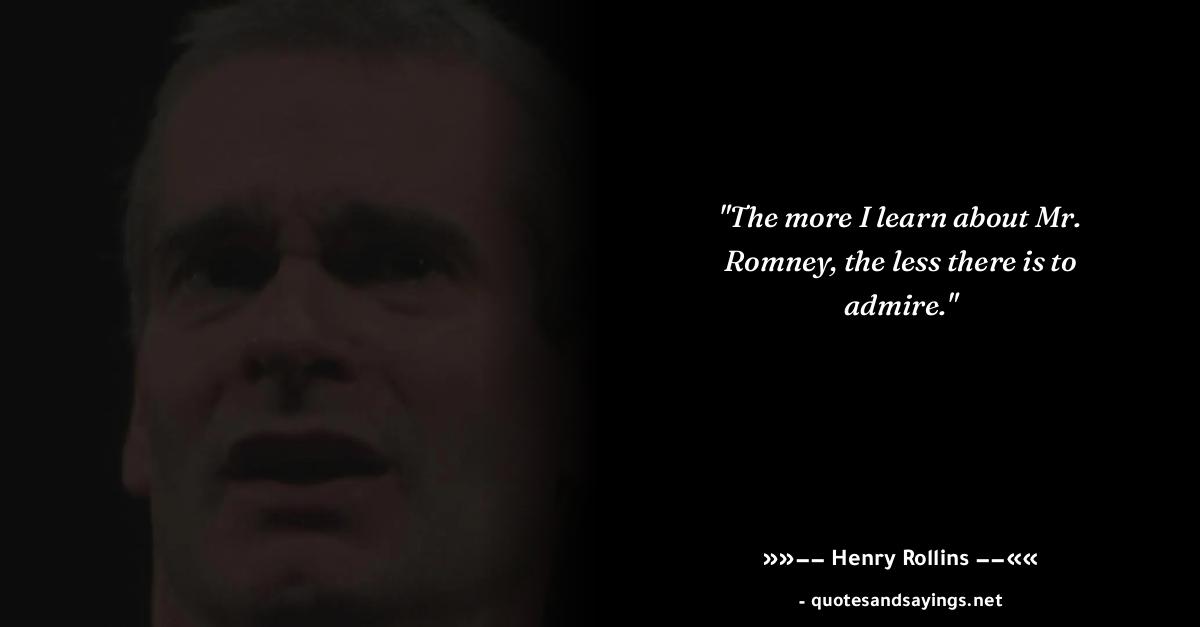 "The more I learn about Mr.
Romney, the less there is to
admire."
»»−− Henry Rollins −−««
- quotesandsayings.net